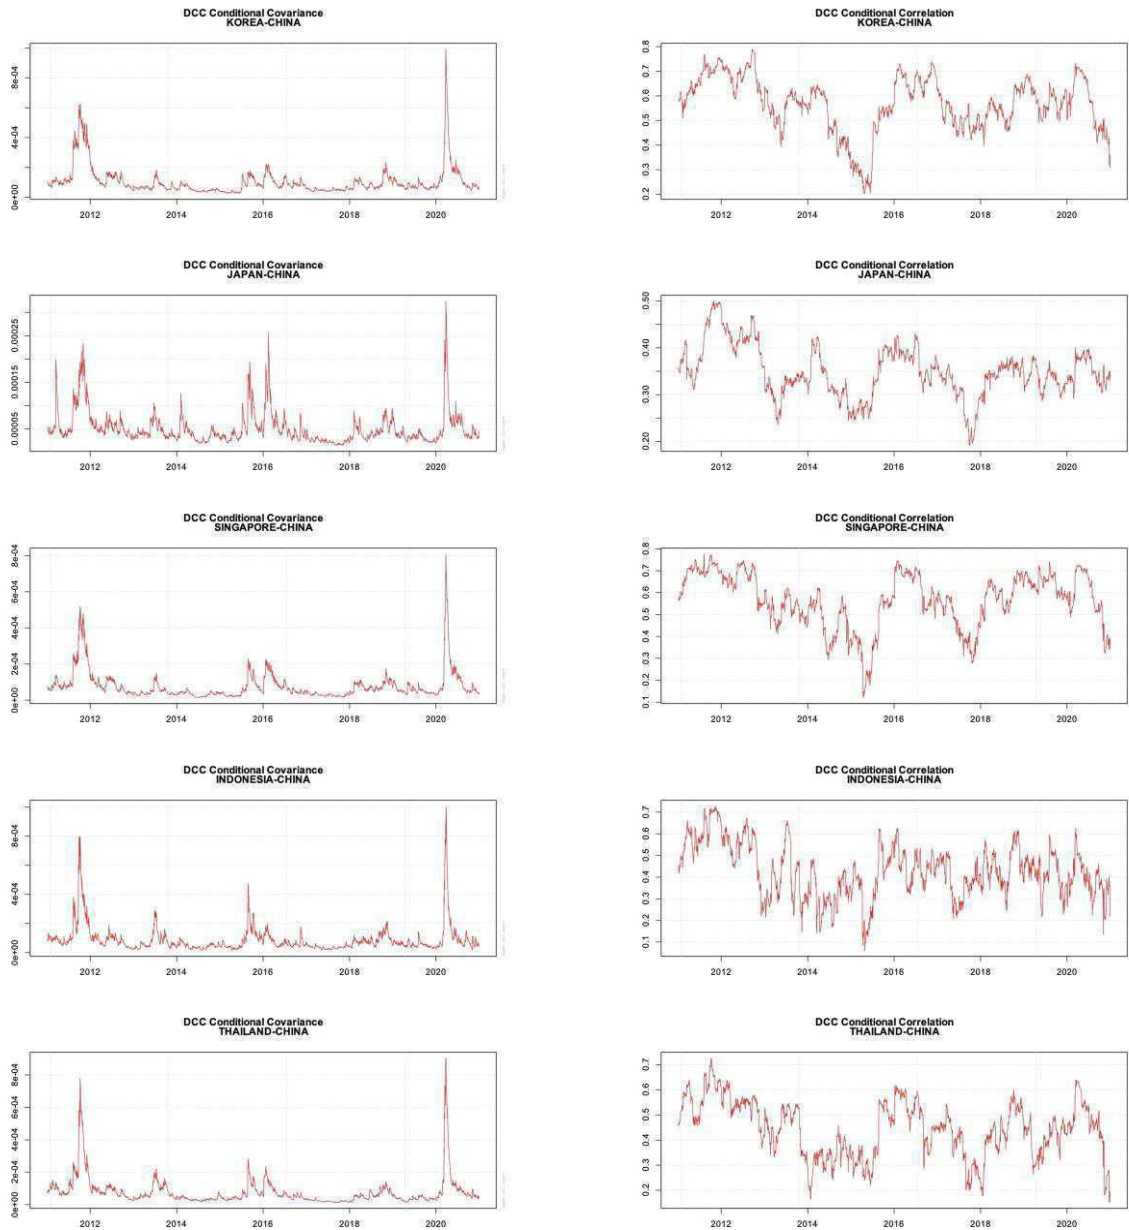 DCC Conditional Covariance
KOREA-CHINA
8e-04
4e-04
0e+00
2012 2014 2016 2018 2020
DCC Conditional Correlation
KOREA-CHINA
0.8
0.7
0.6
0.5
0.4
0.3
0.2
2012 2014 2016 2018 2020
DCC Conditional Covariance
JAPAN-CHINA
0.00025
0.00015
0.00005
2012 2014 2016 2018 2020
DCC Conditional Correlation
JAPAN-CHINA
0.50
0.40
0.30
0.20
2012 2014 2016 2018 2020
DCC Conditional Covariance
SINGAPORE-CHINA
8e-04
6e-04
4e-04
2e-04
0e+00
2012 2014 2016 2018 2020
DCC Conditional Correlation
SINGAPORE-CHINA
0.8
0.7
0.6
0.5
0.4
0.3
0.2
0.1
2012 2014 2016 2018 2020
DCC Conditional Covariance
INDONESIA-CHINA
8e-04
4e-04
0e+00
2012 2014 2016 2018 2020
DCC Conditional Correlation
INDONESIA-CHINA
0.7
0.6
0.5
0.4
0.3
0.2
0.1
2012 2014 2016 2018 2020
DCC Conditional Covariance
THAILAND-CHINA
8e-04
6e-04
4e-04
2e-04
0e+00
2012 2014 2016 2018 2020
DCC Conditional Correlation
THAILAND-CHINA
0.7
0.6
0.5
0.4
0.3
0.2
2012 2014 2016 2018 2020